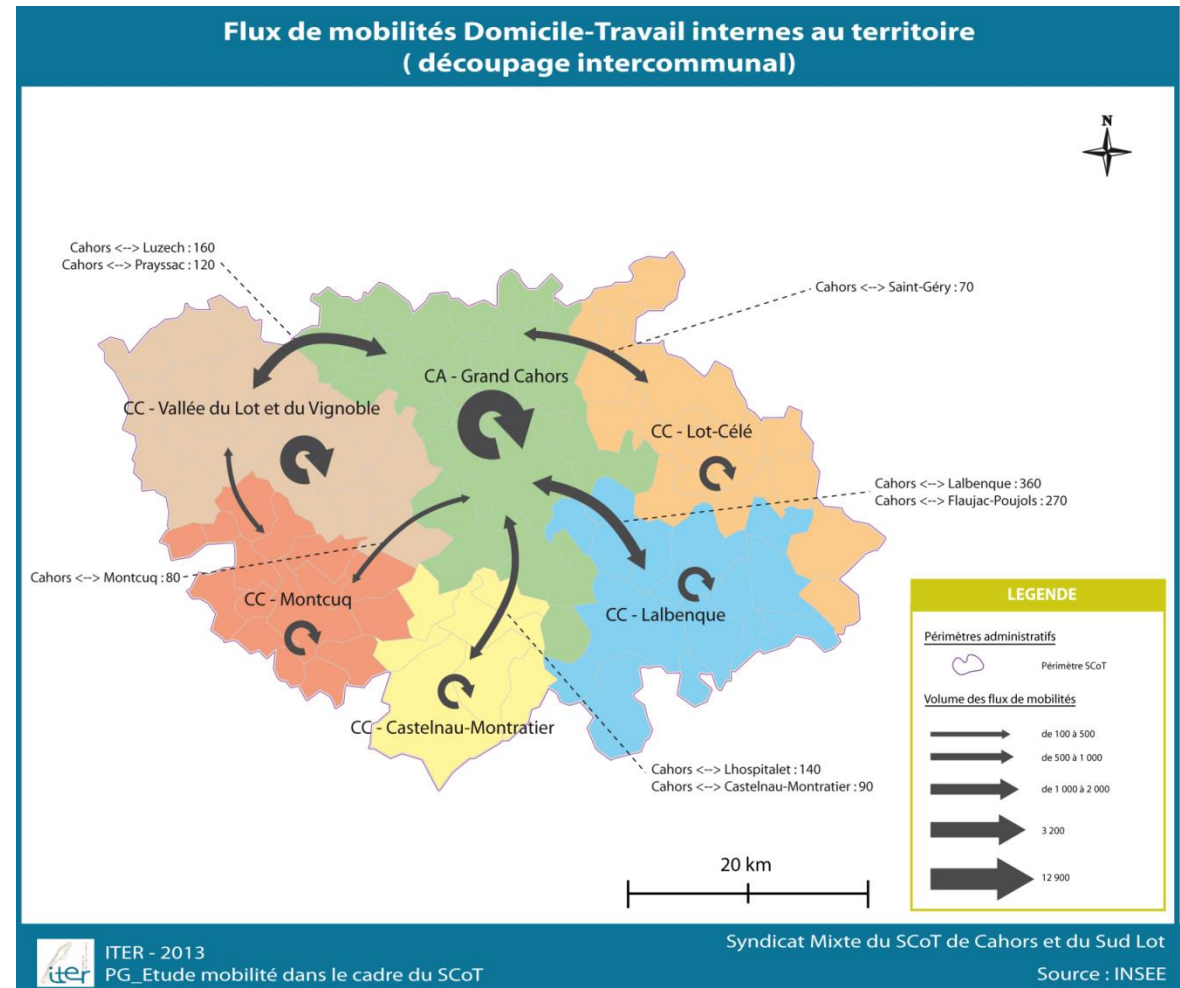 Flux de mobilités Domicile-Travail internes au territoire
( découpage intercommunal)
N
Cahors <--> Luzech : 160
Cahors <--> Prayssac : 120
Cahors <--> Saint-Géry : 70
CA - Grand Cahors
CC - Vallée du Lot et du Vignoble
CC - Lot-Célé
Cahors <--> Lalbenque : 360
Cahors <--> Flaujac-Poujols : 270
Cahors <--> Montcuq : 80
CC - Montcuq
CC - Lalbenque
CC - Castelnau-Montratier
Cahors <--> Lhospitalet : 140
Cahors <--> Castelnau-Montratier : 90
LEGENDE
Périmètres administratifs
Périmètre SCoT
Volume des flux de mobilités
de 100 à 500
de 500 à 1 000
de 1 000 à 2 000
3 200
12 900
20 km
iter
ITER - 2013
PG_Etude mobilité dans le cadre du SCoT
Syndicat Mixte du SCoT de Cahors et du Sud Lot
Source : INSEE